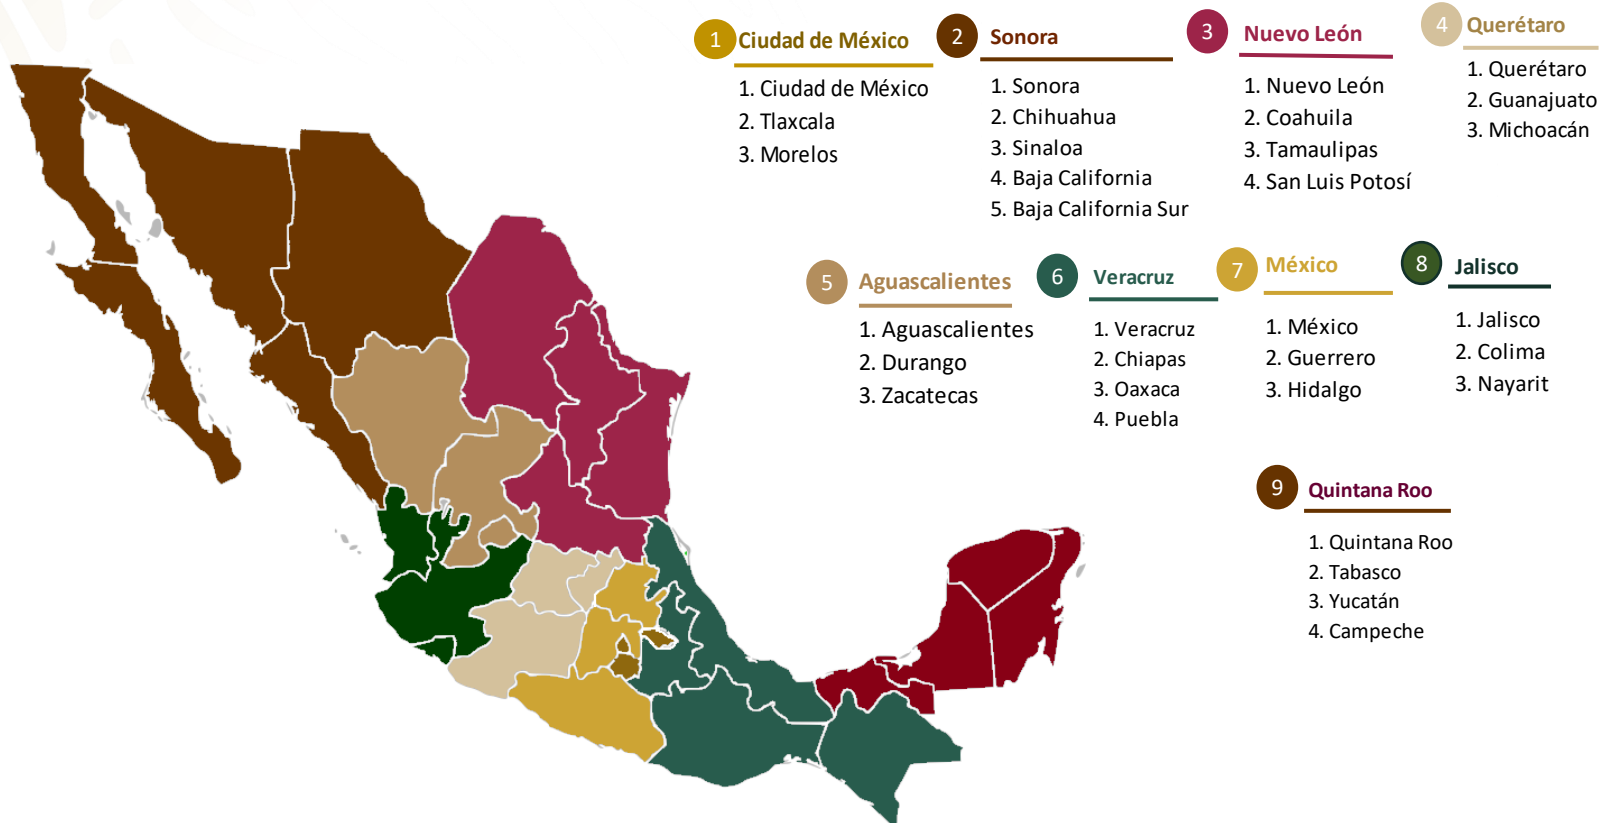 1 Ciudad de México
1. Ciudad de México
2. Tlaxcala
3. Morelos
2 Sonora
1. Sonora
2. Chihuahua
3. Sinaloa
4. Baja California
5. Baja California Sur
3 Nuevo León
1. Nuevo León
2. Coahuila
3. Tamaulipas
4. San Luis Potosí
4 Querétaro
1. Querétaro
2. Guanajuato
3. Michoacán
5 Aguascalientes
1. Aguascalientes
2. Durango
3. Zacatecas
6 Veracruz
1. Veracruz
2. Chiapas
3. Oaxaca
4. Puebla
7 México
1. México
2. Guerrero
3. Hidalgo
8 Jalisco
1. Jalisco
2. Colima
3. Nayarit
9 Quintana Roo
1. Quintana Roo
2. Tabasco
3. Yucatán
4. Campeche